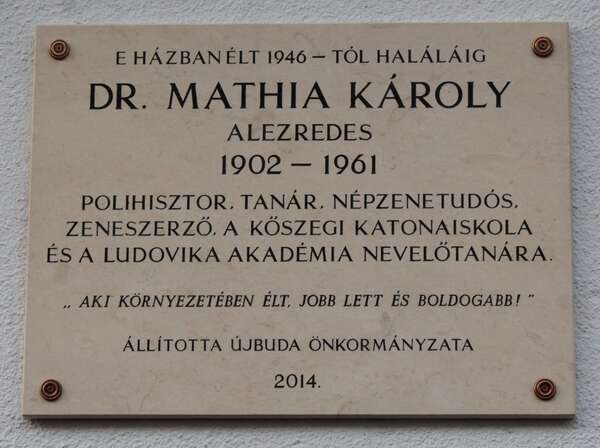 E HÁZBAN ÉLT 1946 – TÓL HALÁLÁIG
DR. MATHIA KÁROLY
ALEZREDES
1902 – 1961
POLIHISZTOR, TANÁR, NÉPZENETUDÓS,
ZENESZERZŐ, A KŐSZEGI KATONAISKOLA
ÉS A LUDOVIKA AKADÉMIA NEVELŐTANÁRA.
„ AKI KÖRNYEZETÉBEN ÉLT, JOBB LETT ÉS BOLDOGABB! ”
ÁLLÍTOTTA ÚJBUDA ÖNKORMÁNYZATA
2014.